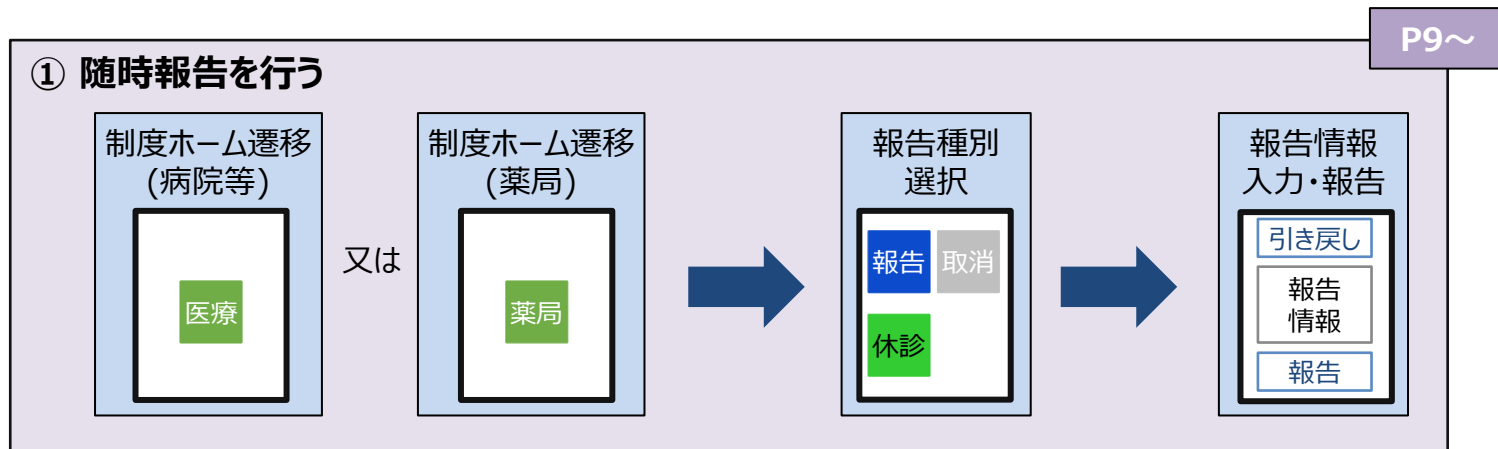 P9～
① 随時報告を行う
制度ホーム遷移
(病院等)
医療
又は
制度ホーム遷移
(薬局)
薬局
報告種別
選択
報告
取消
休診
報告情報
入力・報告
引き戻し
報告
情報
報告